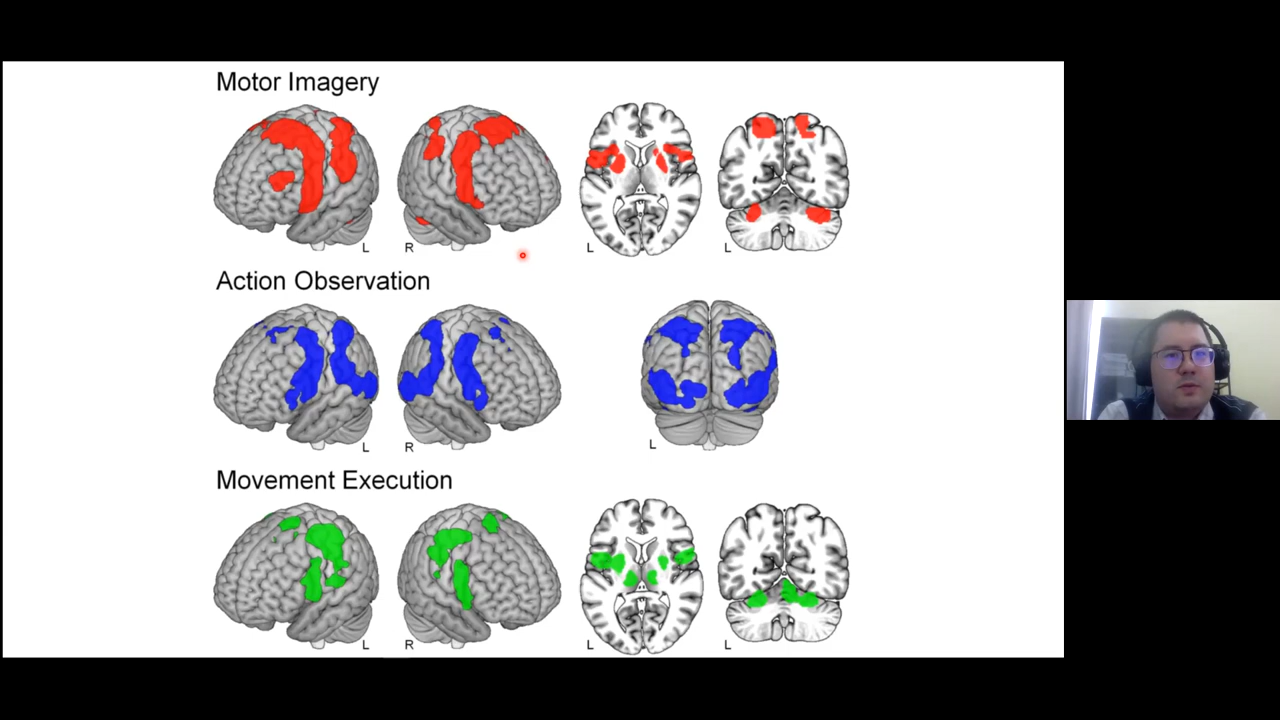 Motor Imagery
L R L L
Action Observation
L R L
Movement Execution
L R L L